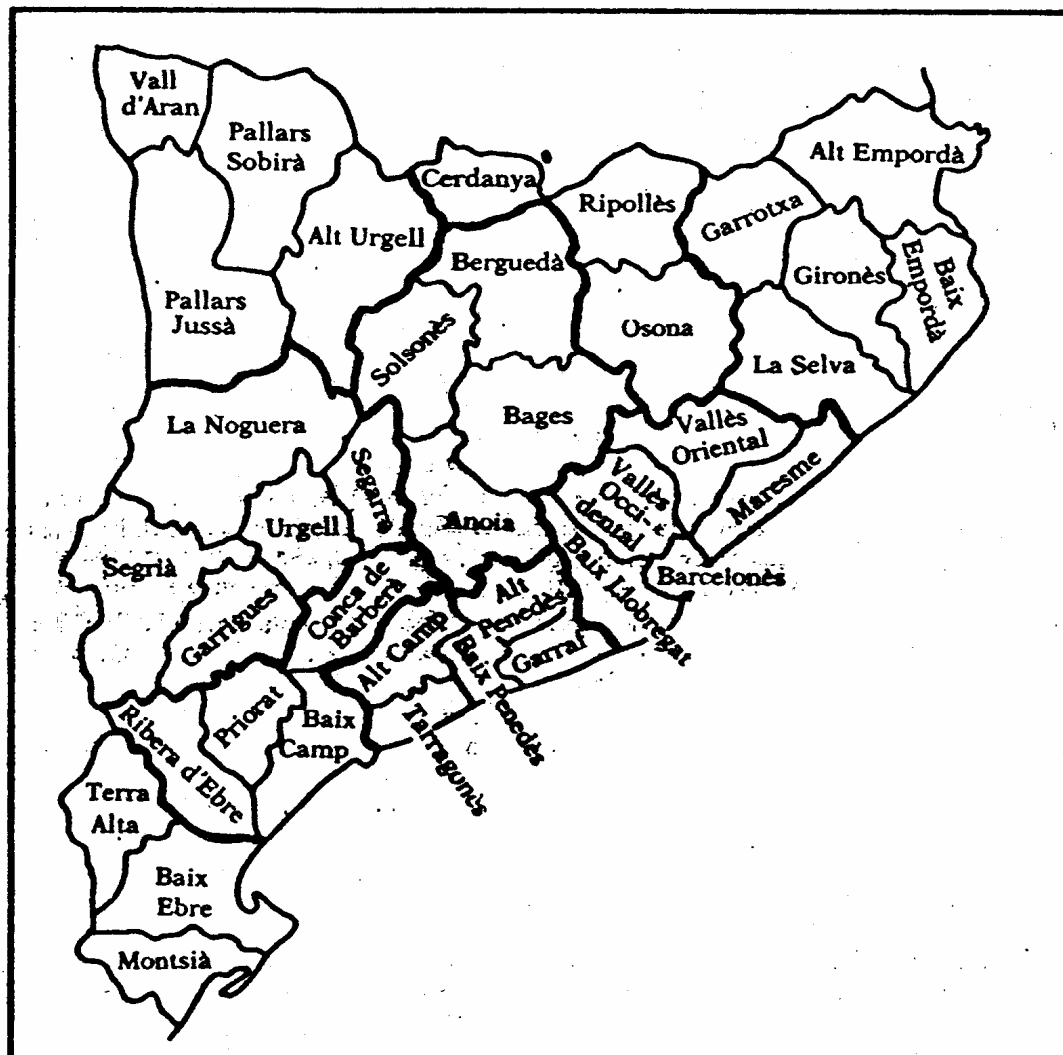 Vall
d'Aran
Pallars
Sobirà
Cerdanya
Ripollès
Alt Empordà
Garrotxa
Alt Urgell
Berguedà
Gironès
Baix
Empordà
Pallars
Jussà
Solsonès
Osona
La Selva
La Noguera
Bages
Vallès
Oriental
Segarra
Vallès
Occi-
dental
Maresme
Urgell
Anoia
Segrià
Baix Llobregat
Barcelonès
Garrigues
Conca de
Barberà
Alt
Penedès
Alt Camp
Baix Penedès
Garraf
Priorat
Baix
Camp
Tarragonès
Ribera d'Ebre
Terra
Alta
Baix
Ebre
Montsià